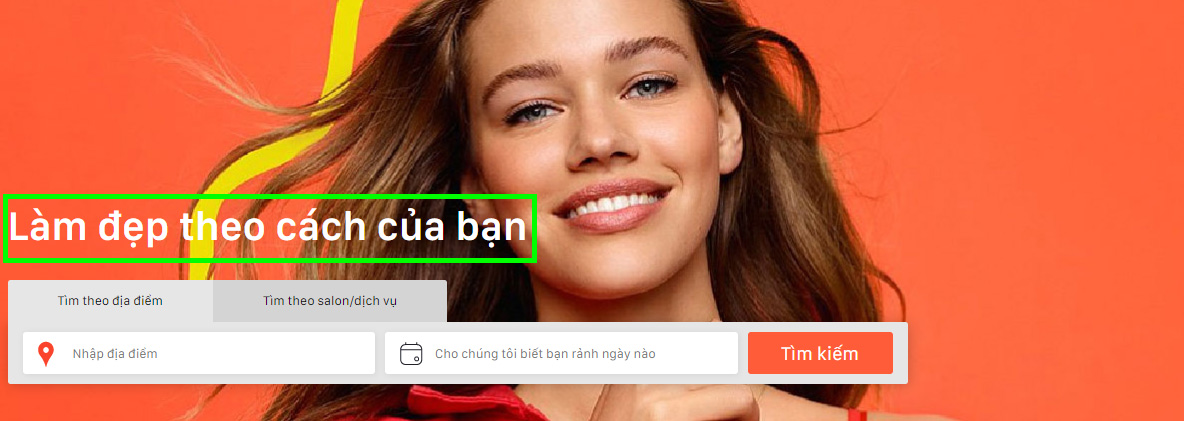 Làm đẹp theo cách của bạn
Tìm theo địa điểm
Tìm theo salon/dịch vụ
Nhập địa điểm
Cho chúng tôi biết bạn rảnh ngày nào
Tìm kiếm